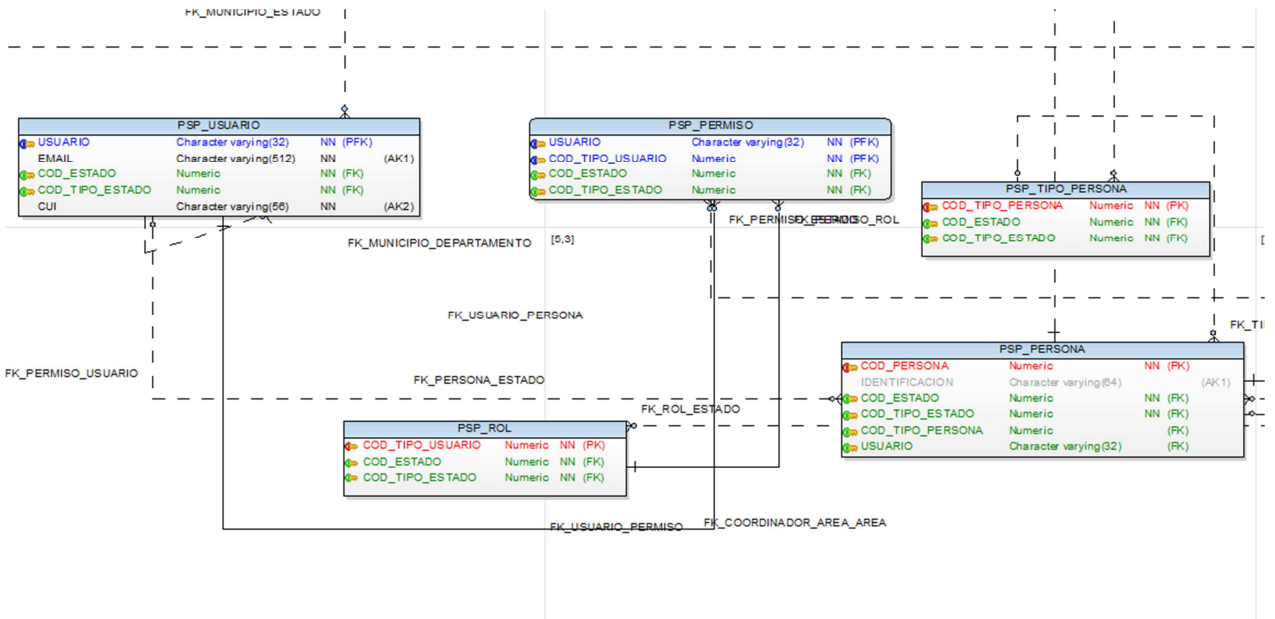 FK_MUNICIPIO_ESTADO
PSP_USUARIO
USUARIO Character varying(32) NN (PFK)
EMAIL Character varying(512) NN (AK1)
COD_ESTADO Numeric NN (FK)
COD_TIPO_ESTADO Numeric NN (FK)
CUI Character varying(56) NN (AK2)
PSP_PERMISO
USUARIO Character varying(32) NN (PFK)
COD_TIPO_USUARIO Numeric NN (PFK)
COD_ESTADO Numeric NN (FK)
COD_TIPO_ESTADO Numeric NN (FK)
PSP_TIPO_PERSONA
COD_TIPO_PERSONA Numeric NN (PK)
COD_ESTADO Numeric NN (FK)
COD_TIPO_ESTADO Numeric NN (FK)
FK_MUNICIPIO_DEPARTAMENTO
[5,3]
FK_USUARIO_PERSONA
FK_TI
FK_PERMISO_USUARIO
FK_PERSONA_ESTADO
PSP_PERSONA
COD_PERSONA Numeric NN (PK)
IDENTIFICACION Character varying(64) (AK1)
COD_ESTADO Numeric NN (FK)
COD_TIPO_ESTADO Numeric NN (FK)
COD_TIPO_PERSONA Numeric (FK)
USUARIO Character varying(32) (FK)
FK_ROL_ESTADO
PSP_ROL
COD_TIPO_USUARIO Numeric NN (PK)
COD_ESTADO Numeric NN (FK)
COD_TIPO_ESTADO Numeric NN (FK)
FK_USUARIO_PERMISO
FK_COORDINADOR_AREA_AREA